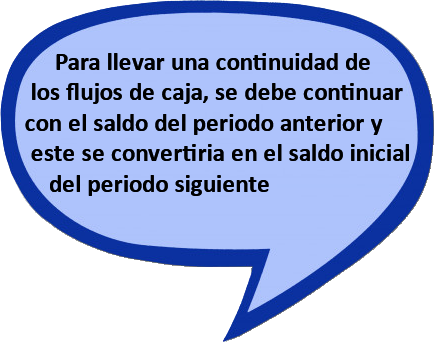 Para llevar una continuidad de
los flujos de caja, se debe continuar
con el saldo del periodo anterior y
este se convertiria en el saldo inicial
del periodo siguiente